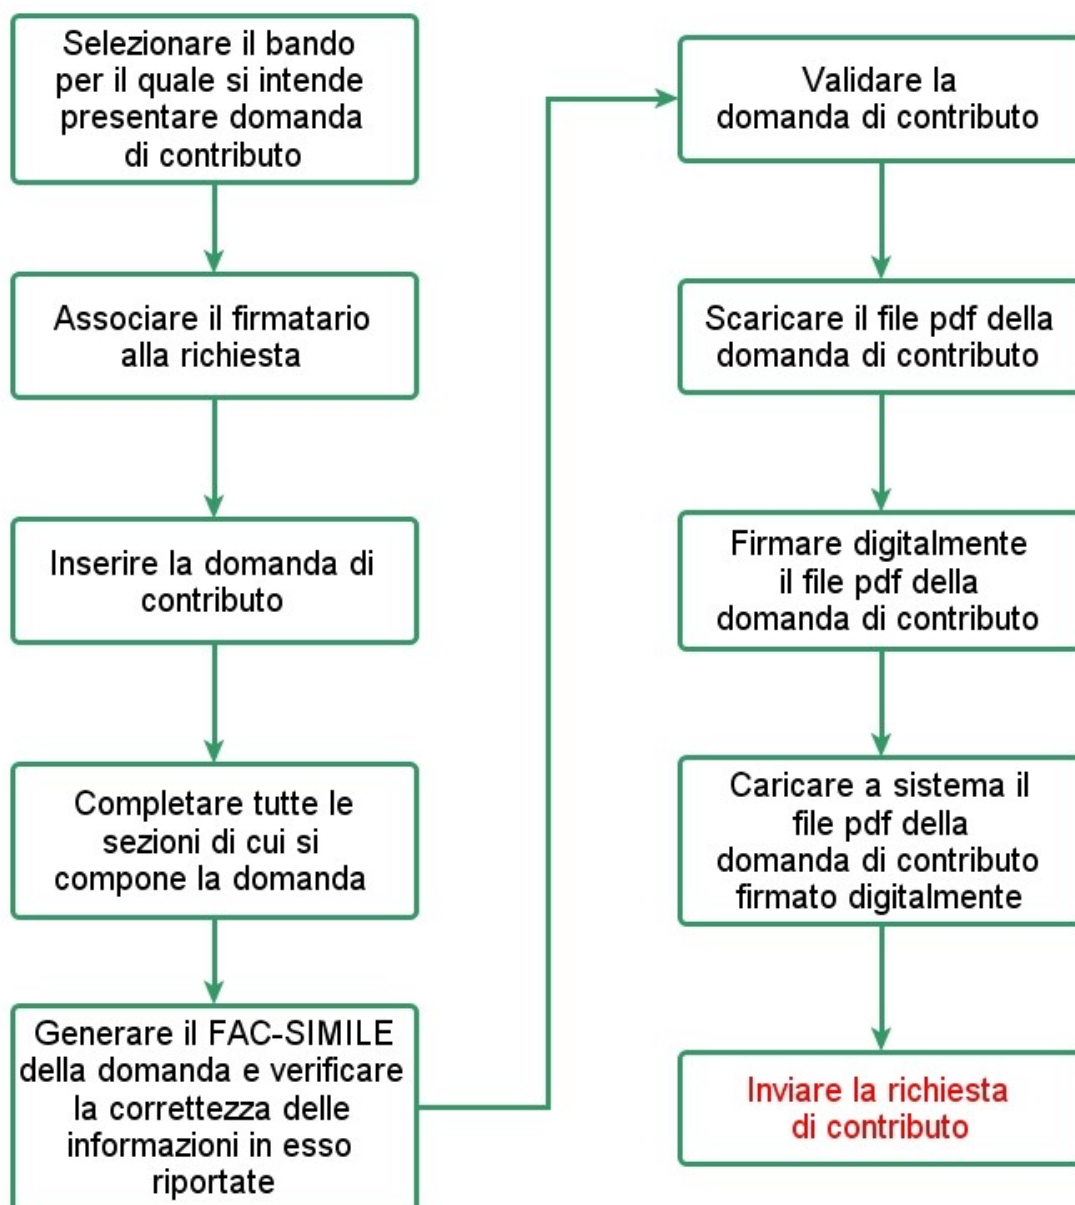 Selezionare il bando
per il quale si intende
presentare domanda
di contributo
Associare il firmatario
alla richiesta
Inserire la domanda di
contributo
Completare tutte le
sezioni di cui si
compone la domanda
Generare il FAC-SIMILE
della domanda e verificare
la correttezza delle
informazioni in esso
riportate
Validare la
domanda di contributo
Scaricare il file pdf della
domanda di contributo
Firmare digitalmente
il file pdf della
domanda di contributo
Caricare a sistema il
file pdf della
domanda di contributo
firmato digitalmente
Inviare la richiesta
di contributo